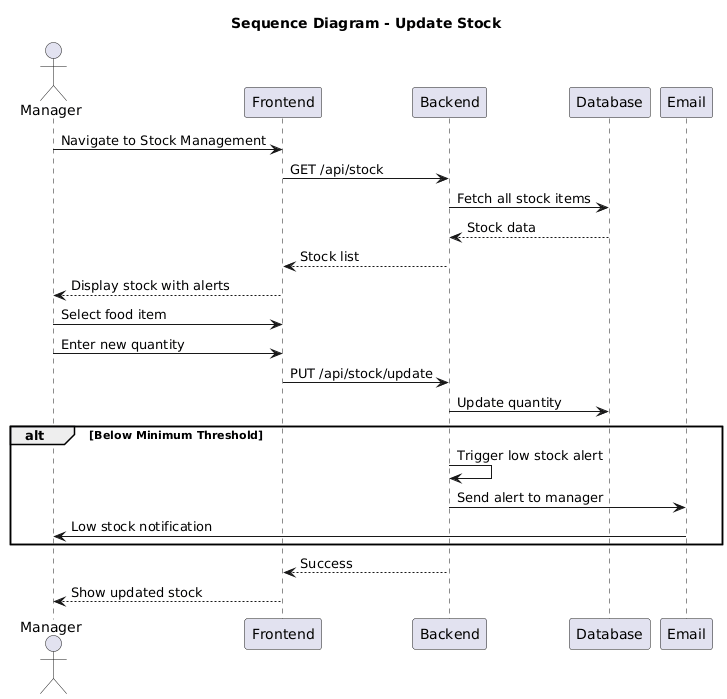 Sequence Diagram - Update Stock
Manager
Frontend
Backend
Database
Email
Navigate to Stock Management
GET /api/stock
Fetch all stock items
Stock data
Stock list
Display stock with alerts
Select food item
Enter new quantity
PUT /api/stock/update
Update quantity
alt [Below Minimum Threshold]
Trigger low stock alert
Send alert to manager
Low stock notification
Success
Show updated stock
Manager
Frontend
Backend
Database
Email